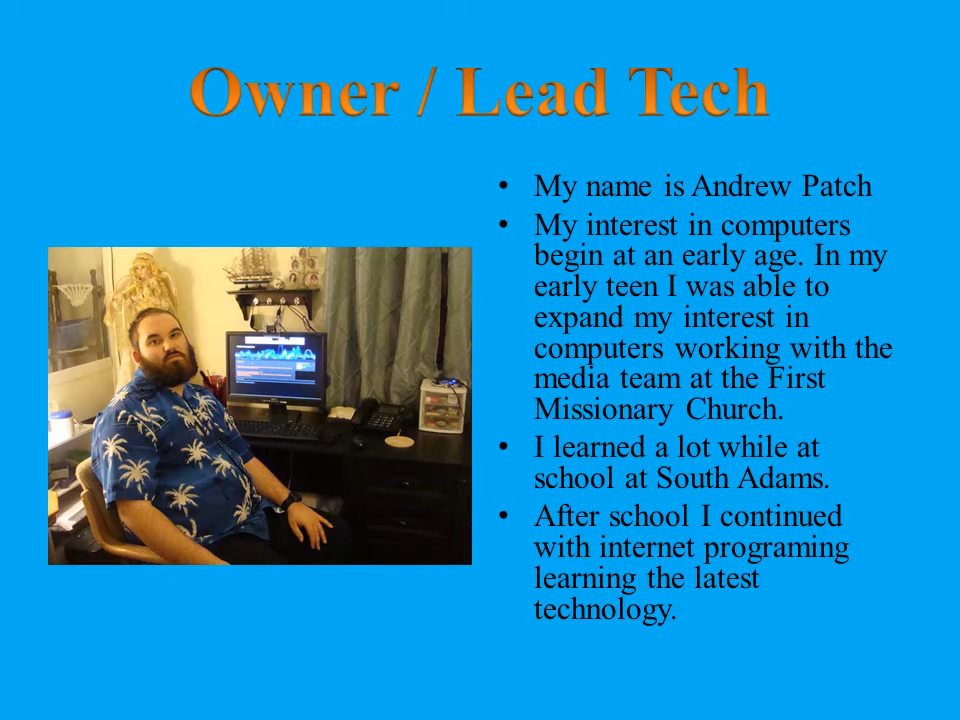 Owner / Lead Tech
• My name is Andrew Patch
• My interest in computers
begin at an early age. In my
early teen I was able to
expand my interest in
computers working with the
media team at the First
Missionary Church.
• I learned a lot while at
school at South Adams.
• After school I continued
with internet programing
learning the latest
technology.